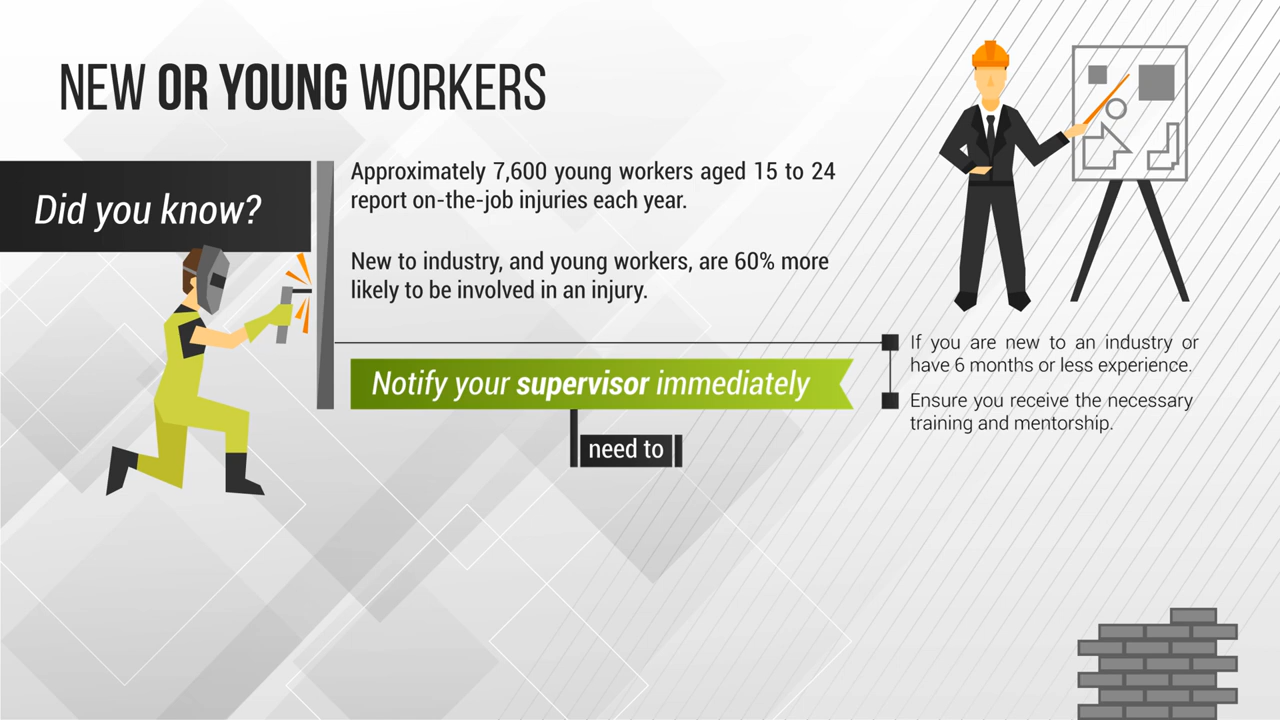 NEW OR YOUNG WORKERS
Did you know?
Approximately 7,600 young workers aged 15 to 24
report on-the-job injuries each year.
New to industry, and young workers, are 60% more
likely to be involved in an injury.
Notify your supervisor immediately
need to
If you are new to an industry or
have 6 months or less experience.
Ensure you receive the necessary
training and mentorship.